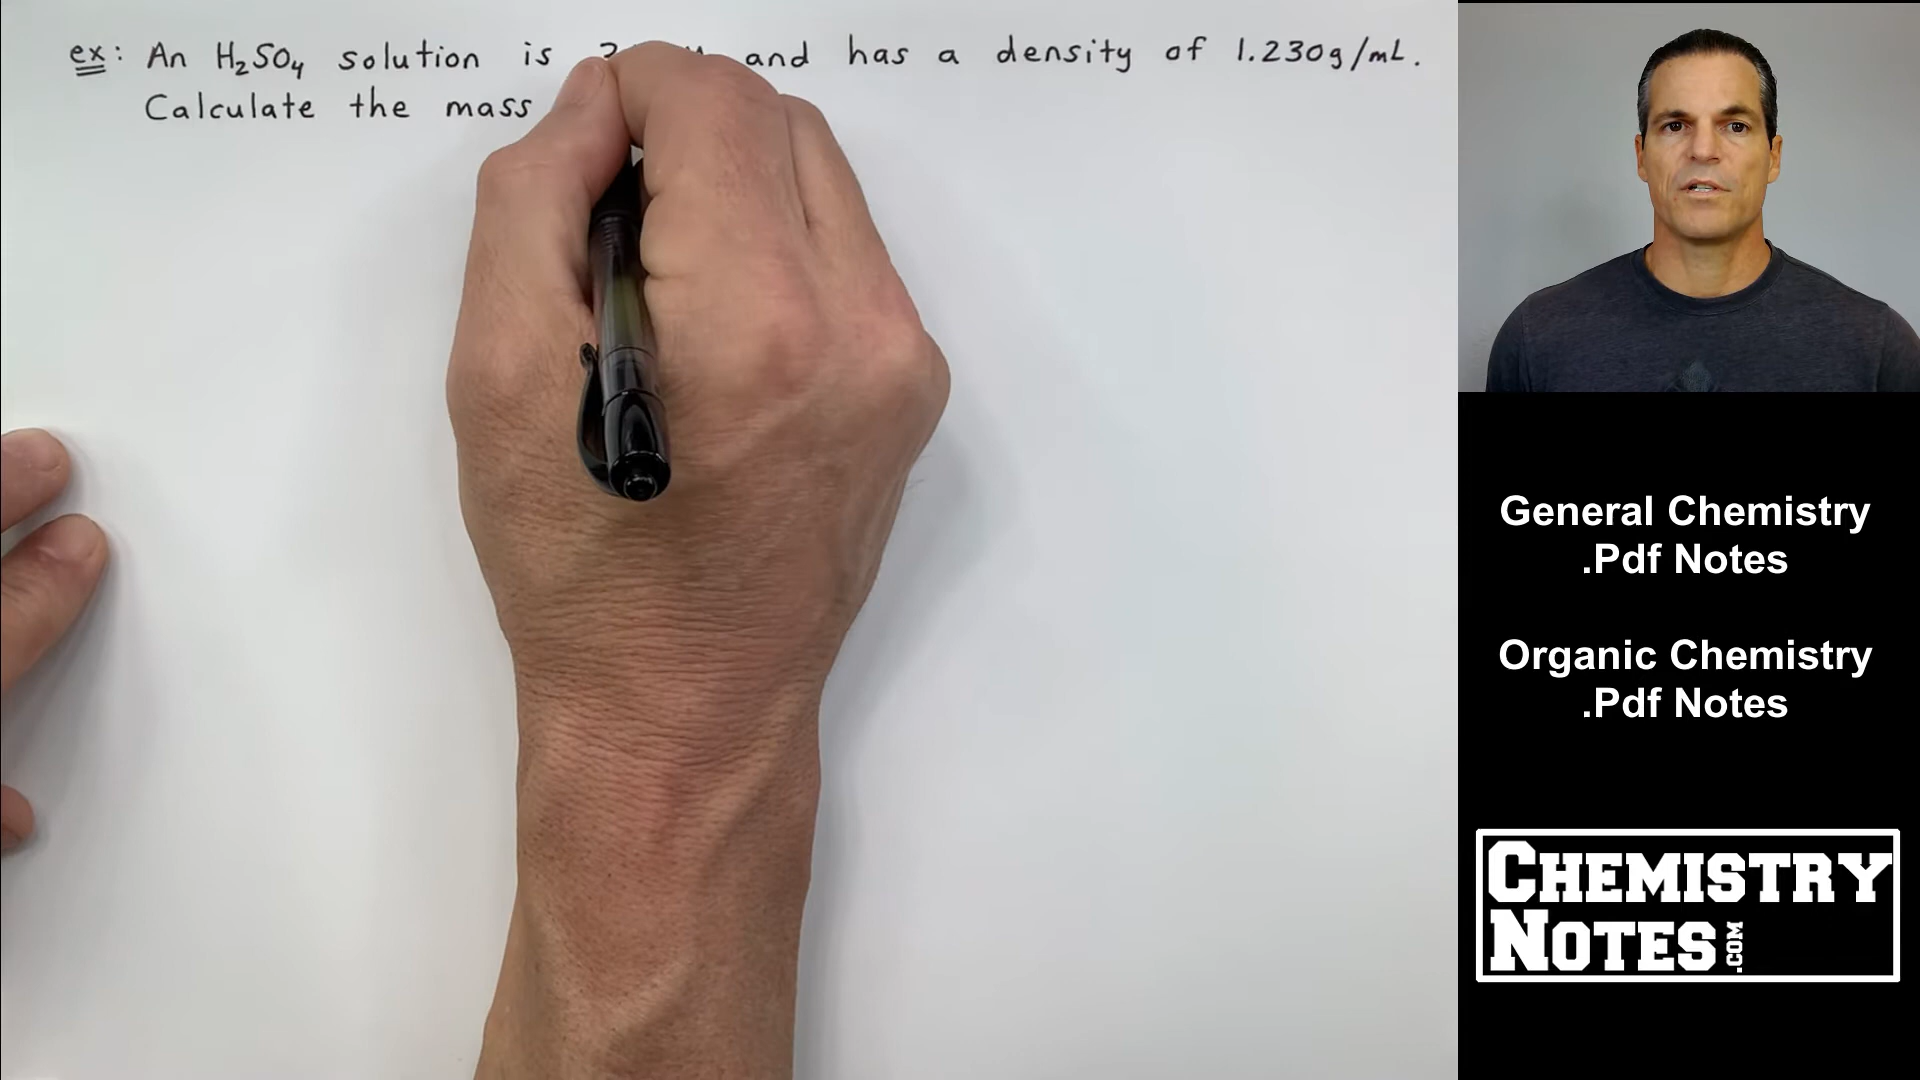 ex: An H₂SO₄ solution is and has a density of 1.230g/mL.
Calculate the mass
General Chemistry
.Pdf Notes
Organic Chemistry
.Pdf Notes
CHEMISTRY
NOTES.COM